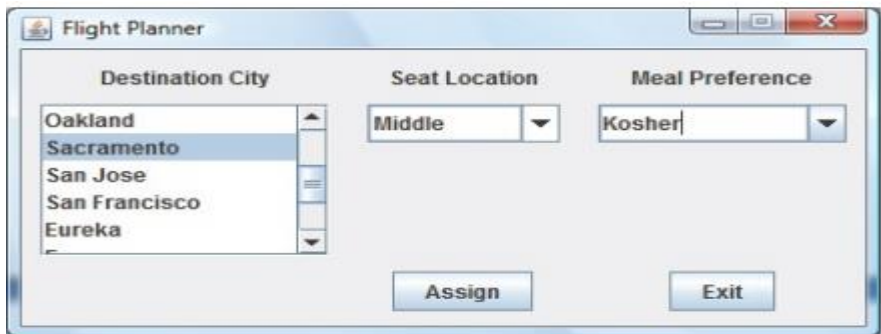 Flight Planner
Destination City Seat Location Meal Preference
Oakland
Sacramento
San Jose
San Francisco
Eureka
Middle
Kosher
Assign Exit